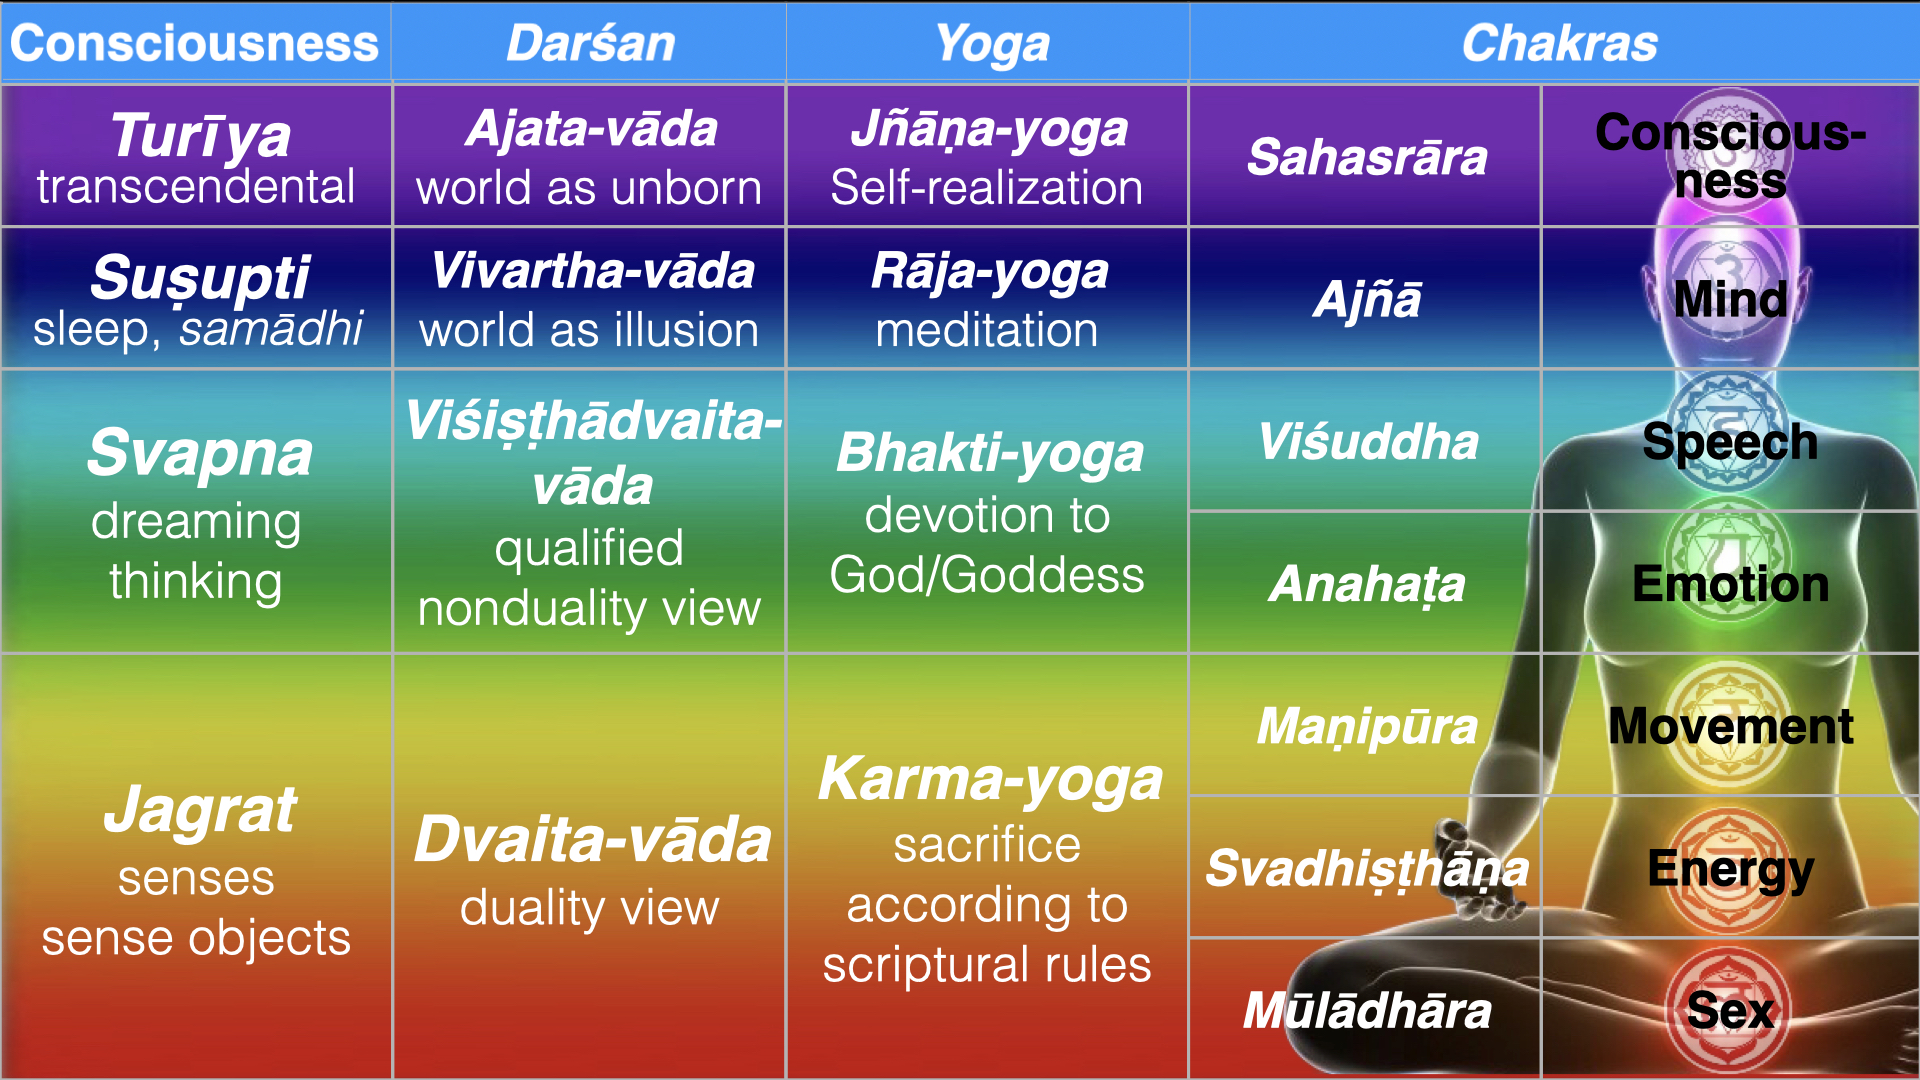 Consciousness
Darśan
Yoga
Chakras
Turīya
transcendental
Ajata-vāda
world as unborn
Jñāṇa-yoga
Self-realization
Sahasrāra
Conscious-
ness
Suṣupti
sleep, samādhi
Vivartha-vāda
world as illusion
Rāja-yoga
meditation
Ajñā
Mind
Svapna
dreaming
thinking
Viśiṣṭhādvaita-
vāda
qualified
nonduality view
Bhakti-yoga
devotion to
God/Goddess
Viśuddha
Speech
Anahaṭa
Emotion
Jagrat
senses
sense objects
Dvaita-vāda
duality view
Karma-yoga
sacrifice
according to
scriptural rules
Maṇipūra
Movement
Svadhiṣṭhāṇa
Energy
Mūlādhāra
Sex